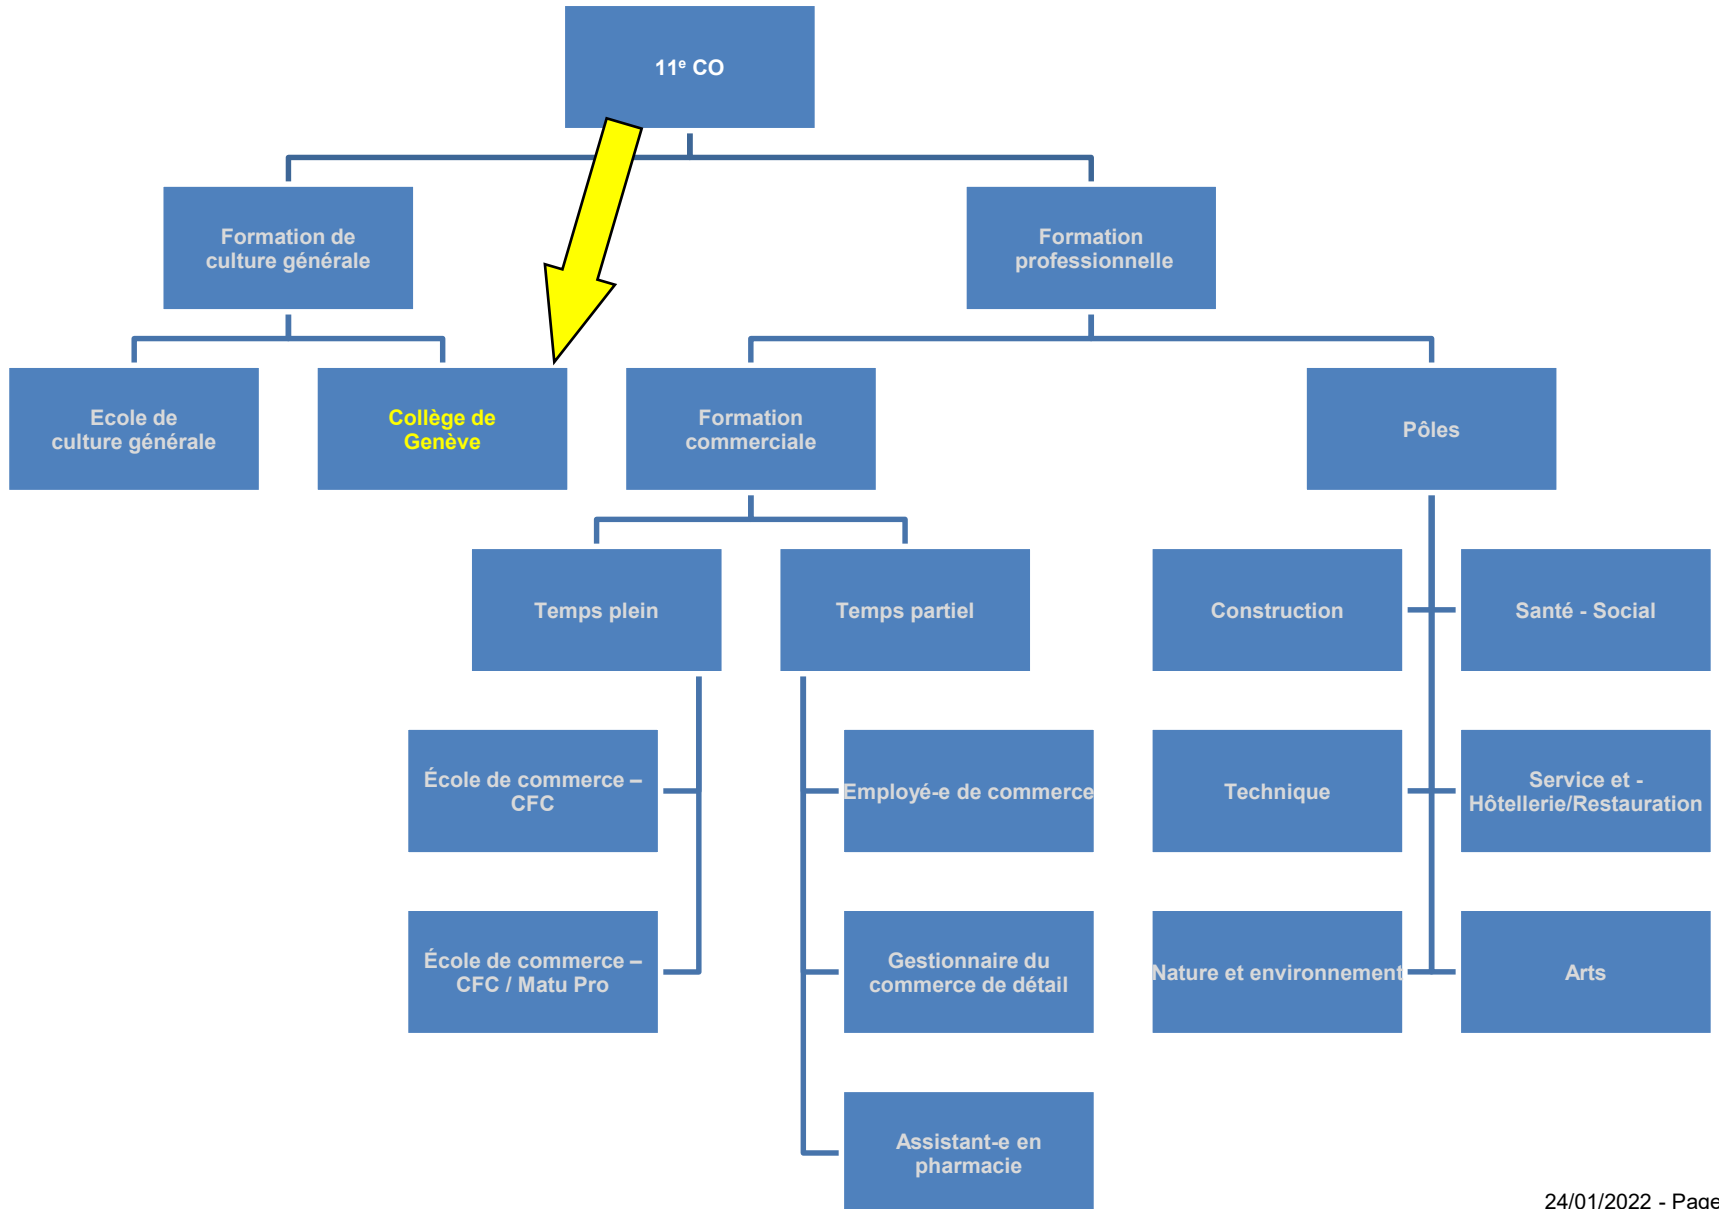 11e CO
Formation de
culture générale
Formation
professionnelle
Ecole de
culture générale
Collège de
Genève
Formation
commerciale
Pôles
Temps plein
Temps partiel
Construction
Santé - Social
École de commerce –
CFC
Employé-e de commerce
Technique
Service et -
Hôtellerie/Restauration
École de commerce –
CFC / Matu Pro
Gestionnaire du
commerce de détail
Nature et environnement
Arts
Assistant-e en
pharmacie
24/01/2022 - Page